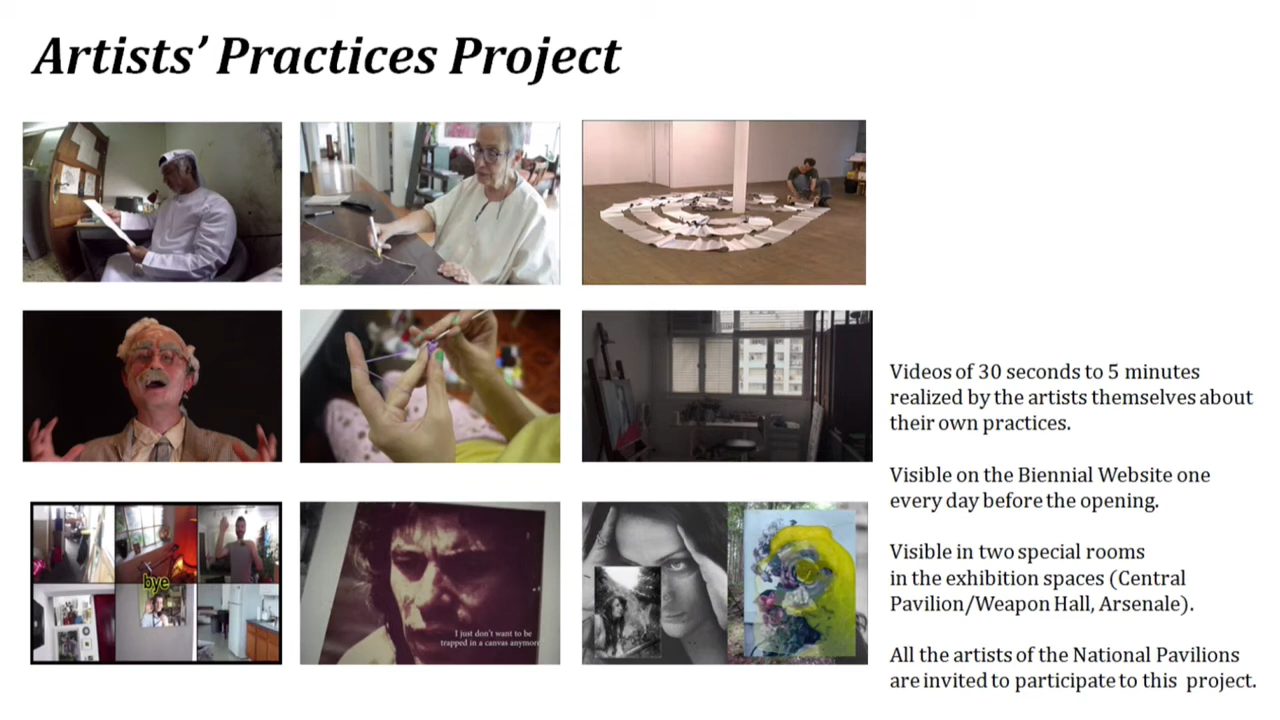 Artists' Practices Project
Videos of 30 seconds to 5 minutes
realized by the artists themselves about
their own practices.
Visible on the Biennial Website one
every day before the opening.
Visible in two special rooms
in the exhibition spaces (Central
Pavilion/Weapon Hall, Arsenale).
All the artists of the National Pavilions
are invited to participate to this project.
bye
I just don't want to be
trapped in a canvas anymor